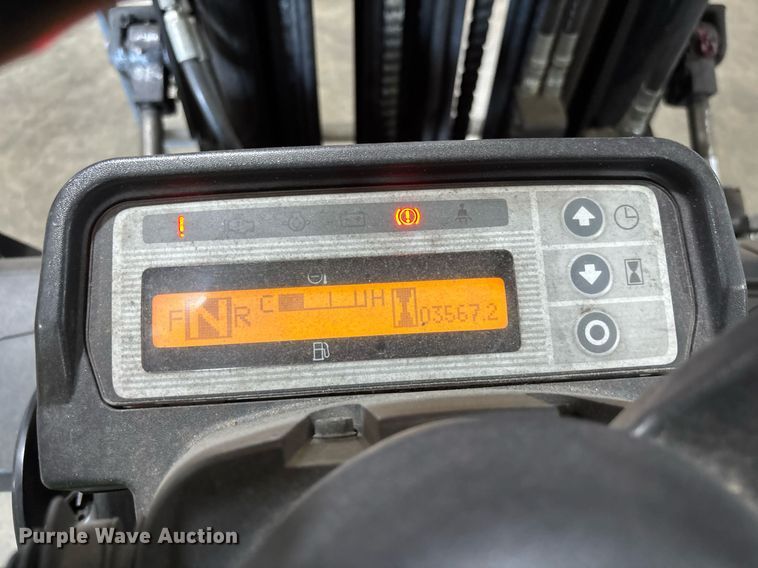 F N R C H 03567.2
Purple Wave Auction